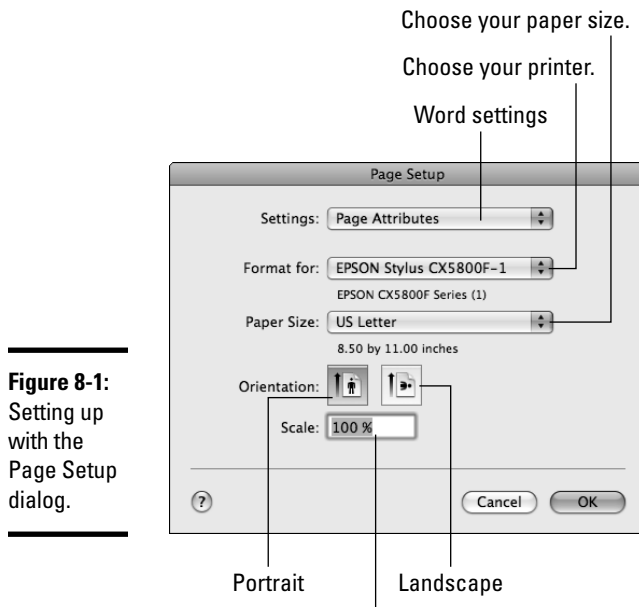 Choose your paper size.
Choose your printer.
Word settings
Page Setup
Settings: Page Attributes
Format for: EPSON Stylus CX5800F-1
EPSON CX5800F Series (1)
Paper Size: US Letter
8.50 by 11.00 inches
Orientation:
Scale: 100 %
? Cancel OK
Portrait Landscape
Figure 8-1:
Setting up
with the
Page Setup
dialog.